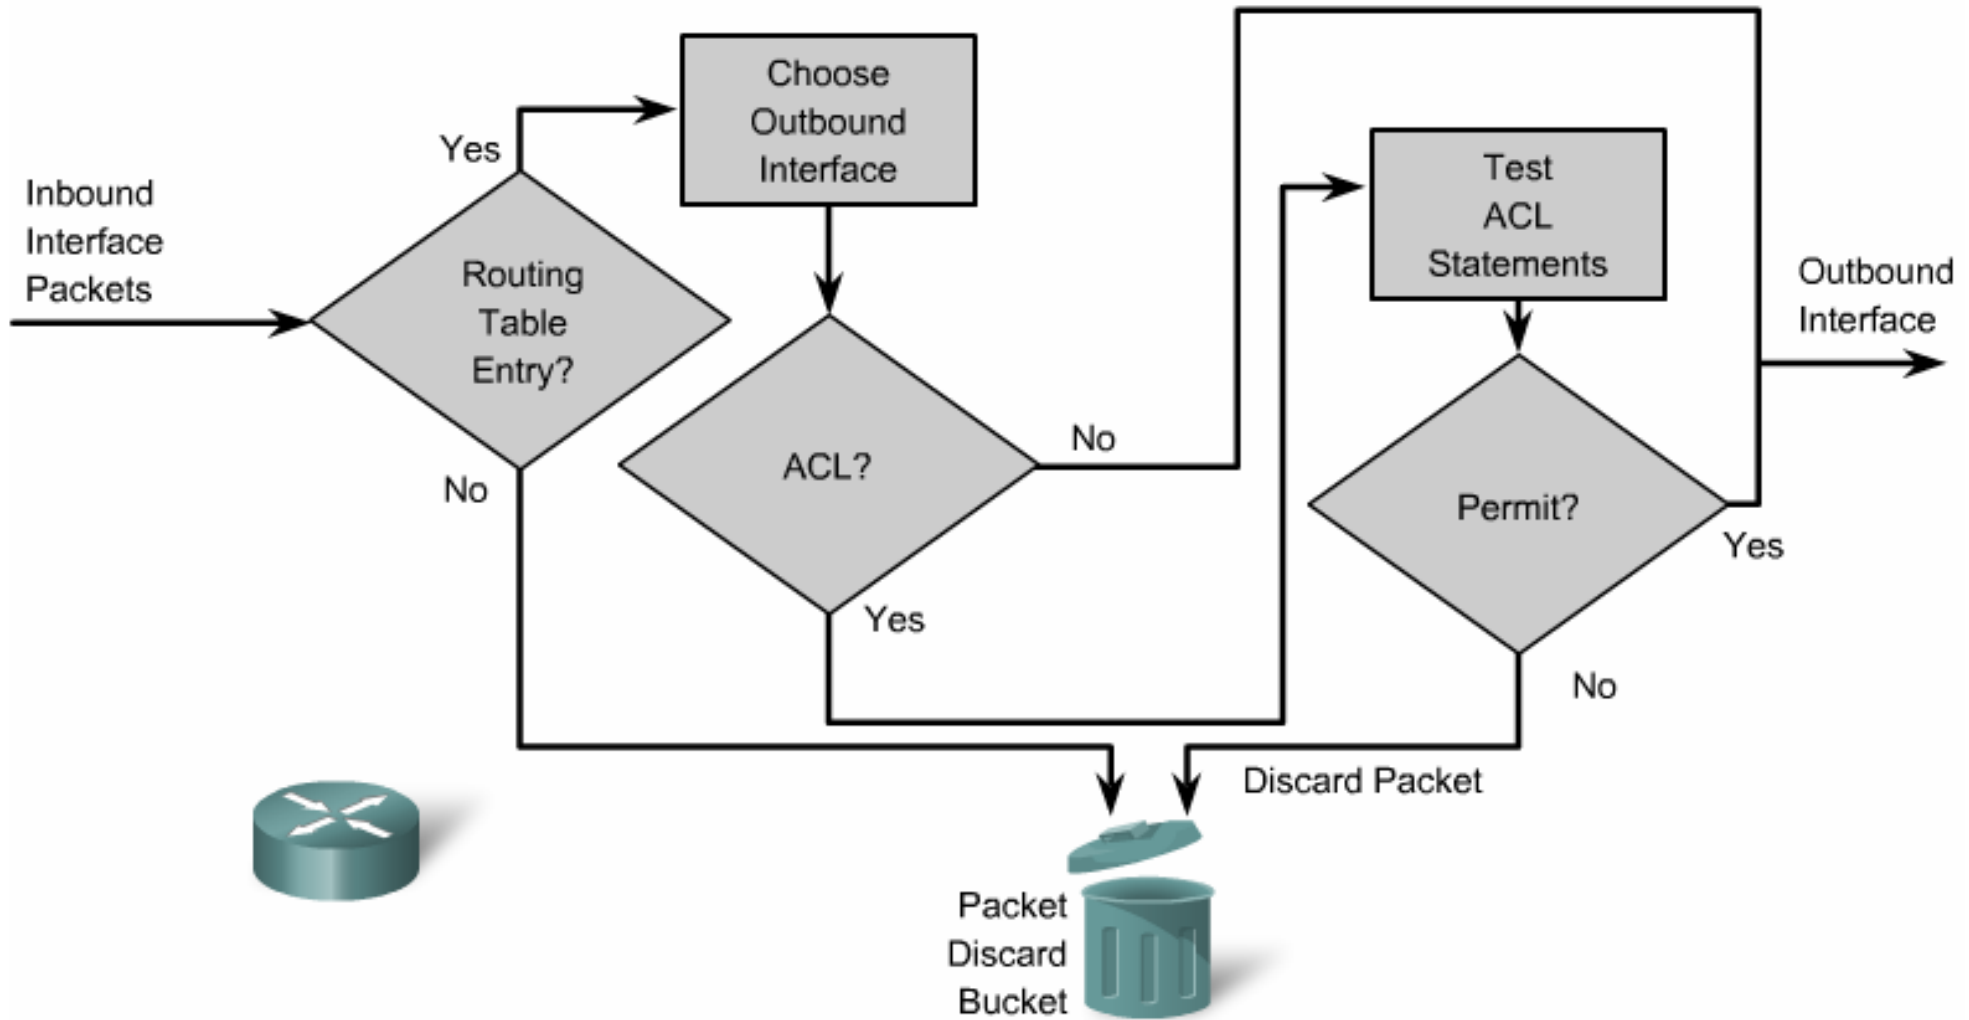 Inbound
Interface
Packets
Yes
Routing
Table
Entry?
No
Choose
Outbound
Interface
ACL?
No
Yes
Test
ACL
Statements
Permit?
Yes
No
Outbound
Interface
Discard Packet
Packet
Discard
Bucket